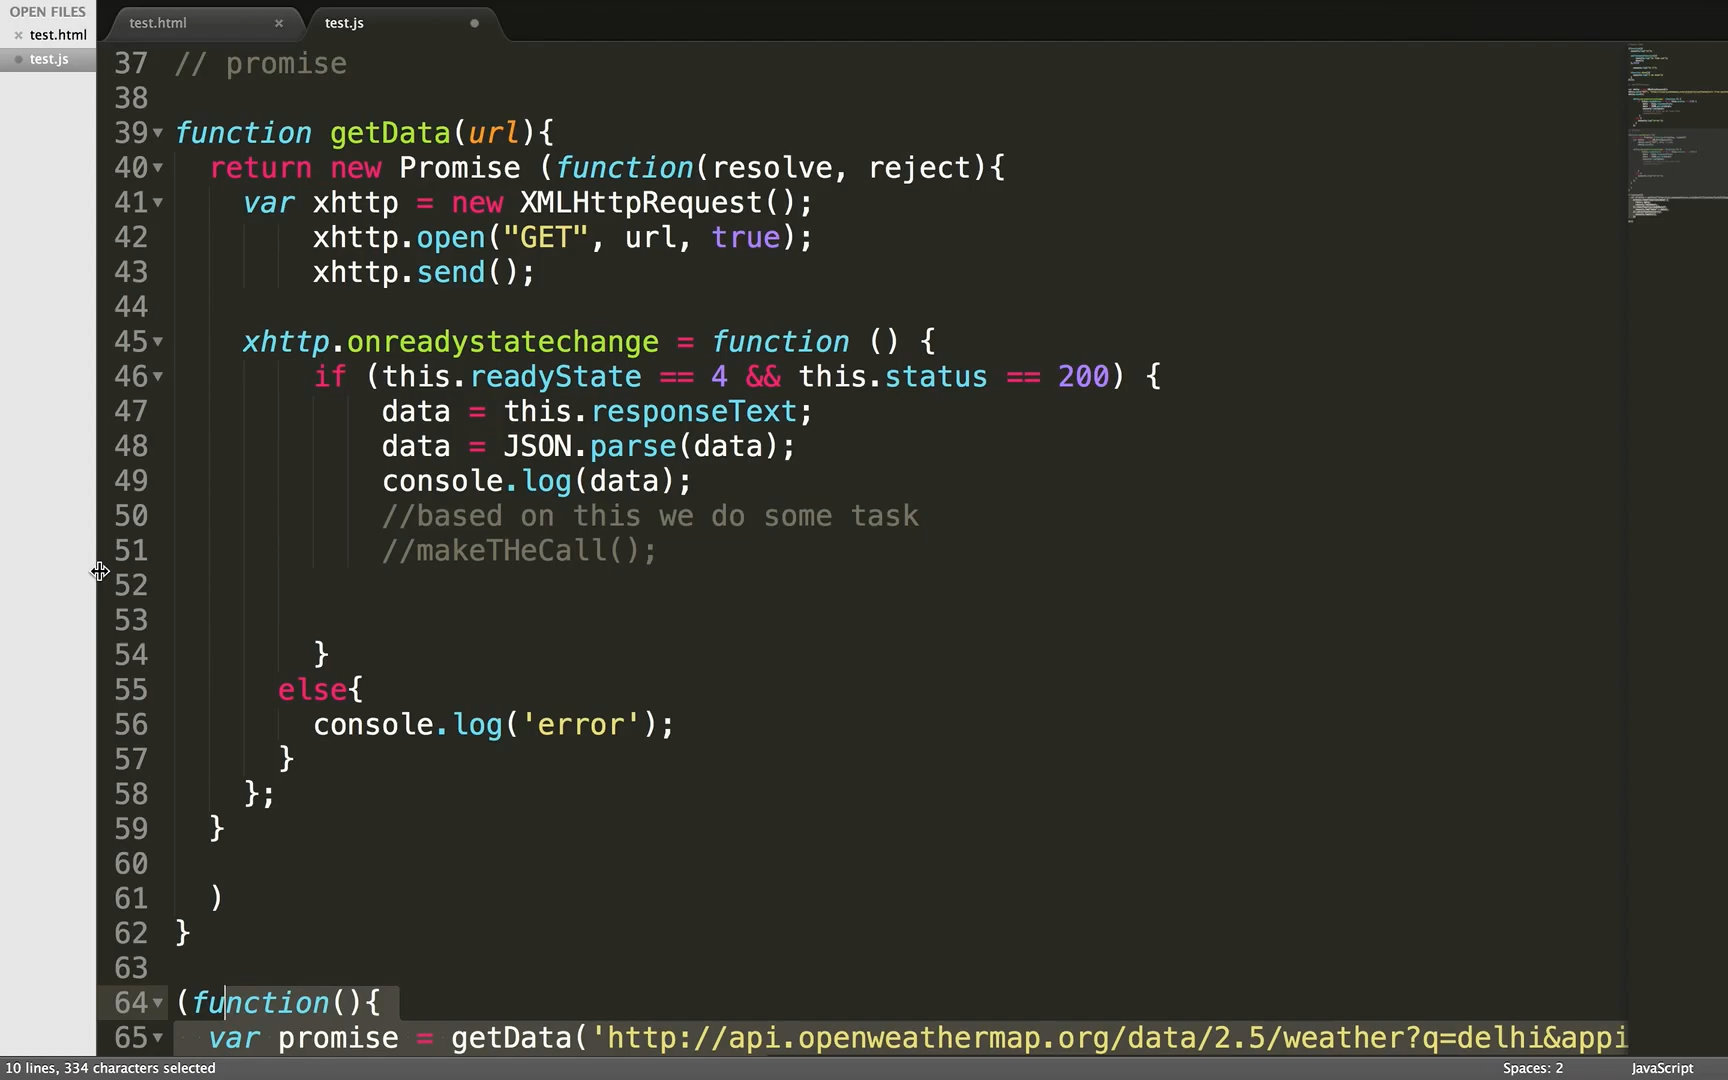 OPEN FILES
test.html
test.js
test.html
test.js
37 // promise
38
39 function getData(url){
40 return new Promise (function(resolve, reject){
41 var xhttp = new XMLHttpRequest();
42 xhttp.open("GET", url, true);
43 xhttp.send();
44
45 xhttp.onreadystatechange = function () {
46 if (this.readyState == 4 && this.status == 200) {
47 data = this.responseText;
48 data = JSON.parse(data);
49 console.log(data);
50 //based on this we do some task
51 //makeTHeCall();
52
53
54 }
55 else{
56 console.log('error');
57 }
58 };
59 }
60
61 )
62 }
63
64 (function(){
65 var promise = getData('http://api.openweathermap.org/data/2.5/weather?q=delhi&appi
10 lines, 334 characters selected
Spaces: 2
JavaScript